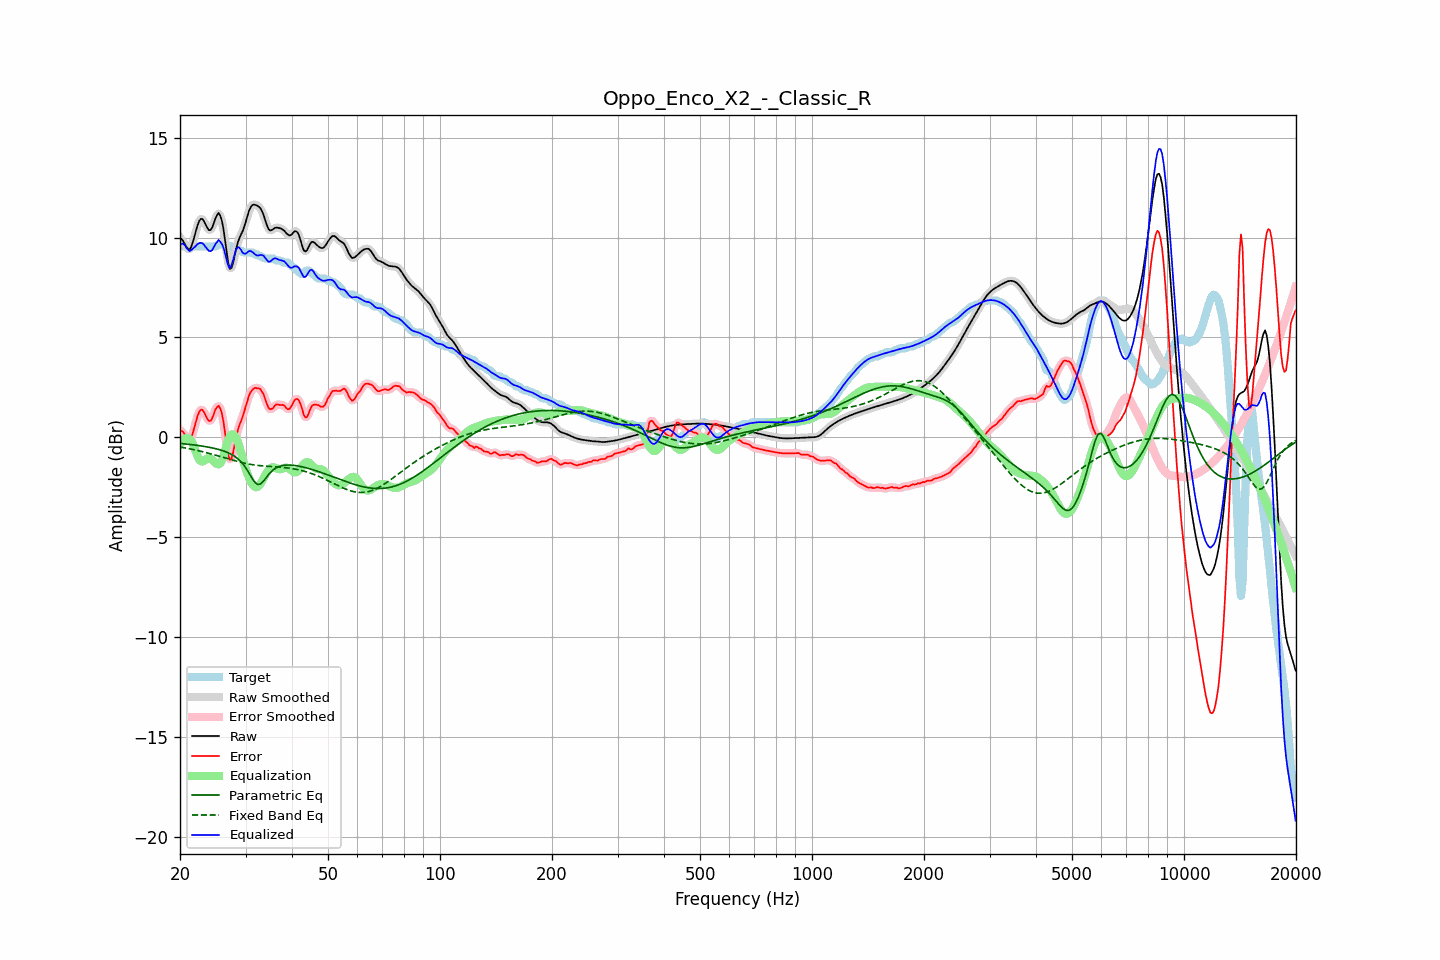 Oppo_Enco_X2_-_Classic_R
Amplitude (dBr)
15
10
5
0
−5
−10
−15
−20
Target
Raw Smoothed
Error Smoothed
Raw
Error
Equalization
Parametric Eq
Fixed Band Eq
Equalized
20 50 100 200 500 1000 2000 5000 10000 20000
Frequency (Hz)